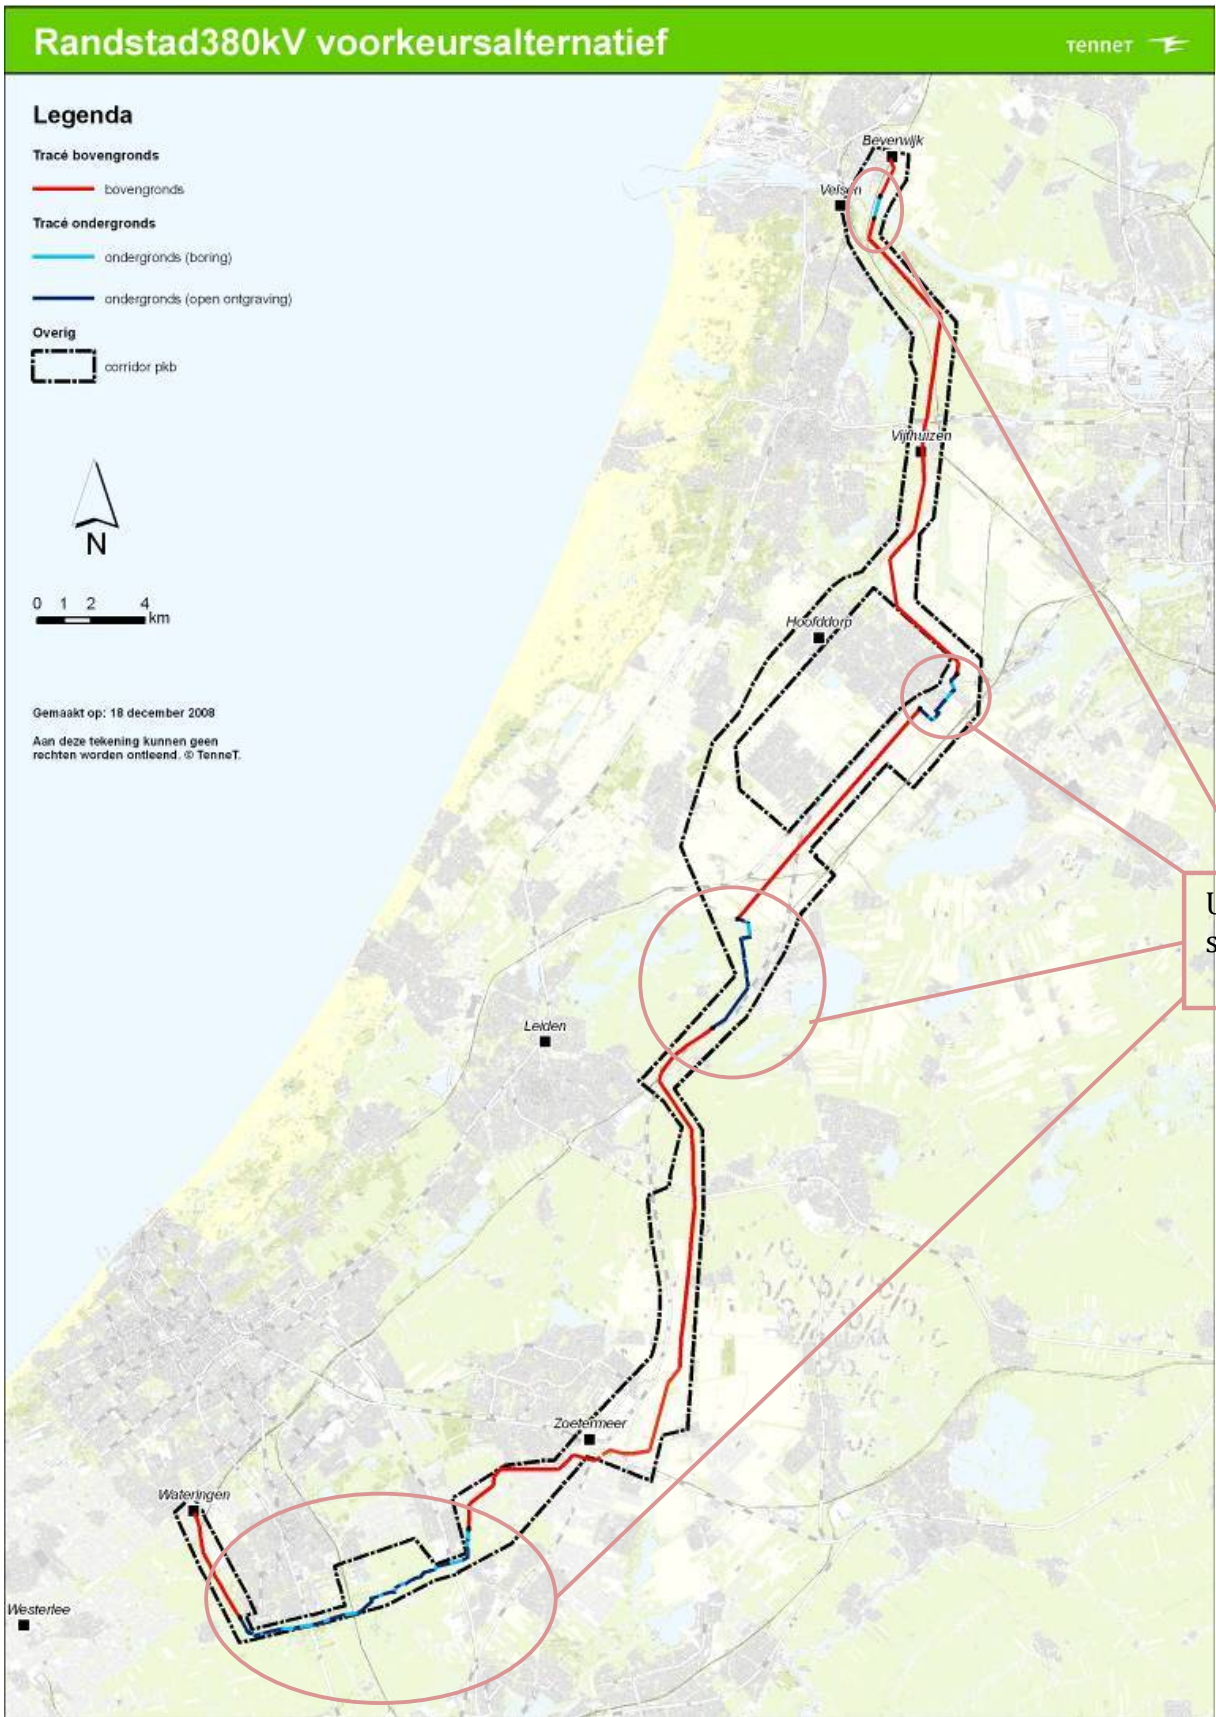 Randstad380kV voorkeursalternatief
Tennet
Legenda
Tracé bovengronds
bovengronds
Tracé ondergronds
ondergronds (boring)
ondergronds (open ontgraving)
Overig
corridor pkb
N
0 1 2 4
km
Gemaakt op: 18 december 2008
Aan deze tekening kunnen geen
rechten worden ontleend. © TenneT.
Beverwijk
Velsen
Vijfhuizen
Hoofddorp
Leiden
Zoetermeer
Wateringen
Westerlee